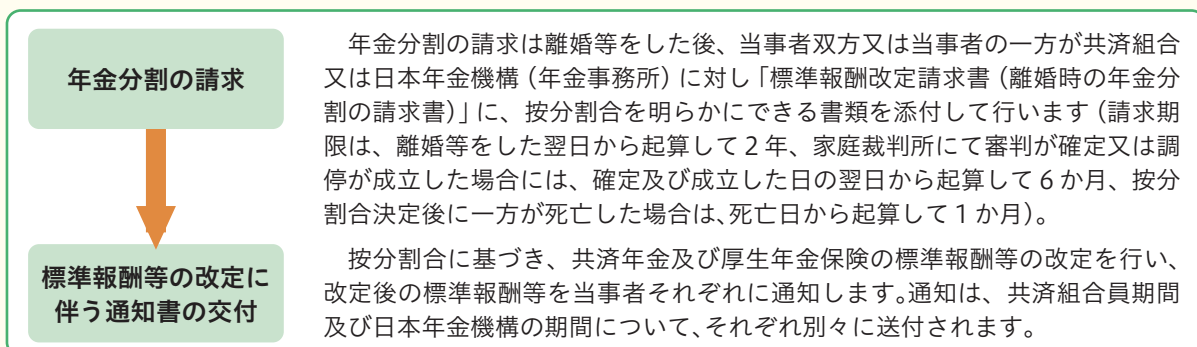 年金分割の請求
年金分割の請求は離婚等をした後、当事者双方又は当事者の一方が共済組合
又は日本年金機構（年金事務所）に対し「標準報酬改定請求書（離婚時の年金分
割の請求書）」に、按分割合を明らかにできる書類を添付して行います（請求期
限は、離婚等をした翌日から起算して２年、家庭裁判所にて審判が確定又は調
停が成立した場合には、確定及び成立した日の翌日から起算して６か月、按分
割合決定後に一方が死亡した場合は、死亡日から起算して１か月）。
標準報酬等の改定に
伴う通知書の交付
按分割合に基づき、共済年金及び厚生年金保険の標準報酬等の改定を行い、
改定後の標準報酬等を当事者それぞれに通知します。通知は、共済組合員期間
及び日本年金機構の期間について、それぞれ別々に送付されます。